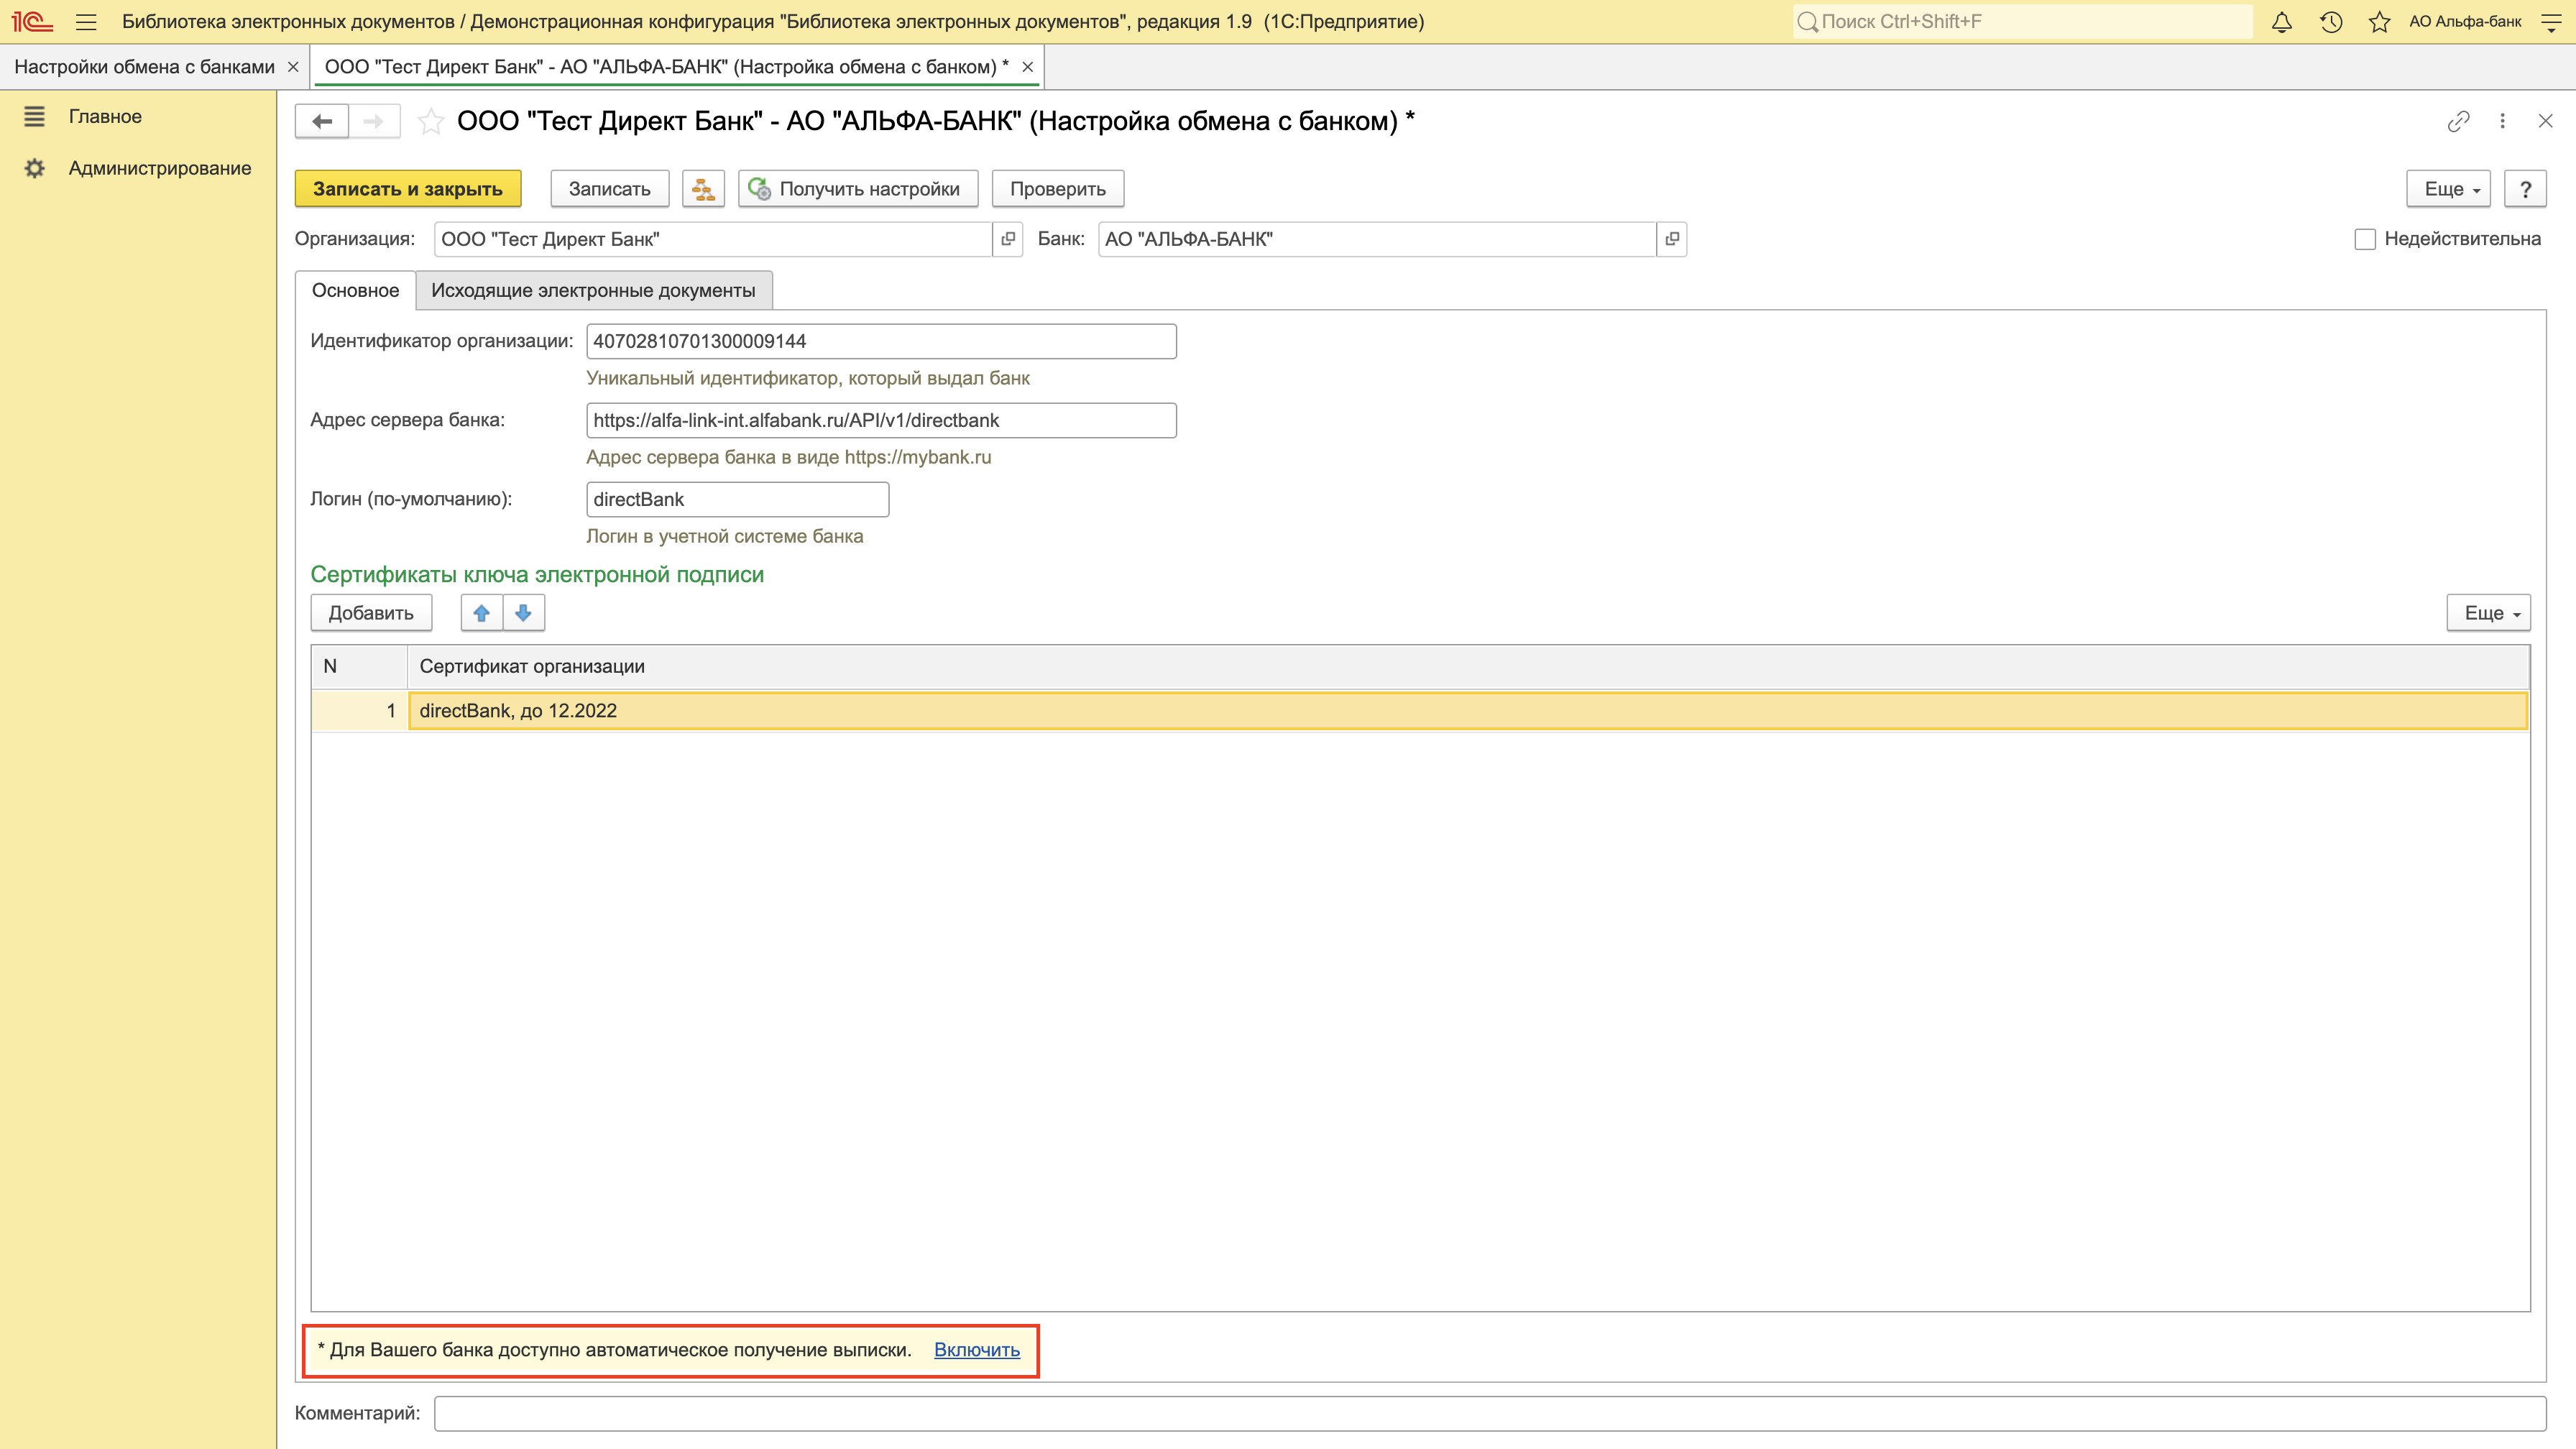 1С Библиотека электронных документов / Демонстрационная конфигурация "Библиотека электронных документов", редакция 1.9 (1С:Предприятие) Поиск Ctrl+Shift+F АО Альфа-банк
Настройки обмена с банками × ООО "Тест Директ Банк" - АО "АЛЬФА-БАНК" (Настройка обмена с банком) * ×
Главное
Администрирование
ООО "Тест Директ Банк" - АО "АЛЬФА-БАНК" (Настройка обмена с банком) *
Записать и закрыть Записать Получить настройки Проверить Еще ?
Организация: ООО "Тест Директ Банк" Банк: АО "АЛЬФА-БАНК" Недействительна
Основное Исходящие электронные документы
Идентификатор организации: 40702810701300009144
Уникальный идентификатор, который выдал банк
Адрес сервера банка: https://alfa-link-int.alfabank.ru/API/v1/directbank
Адрес сервера банка в виде https://mybank.ru
Логин (по-умолчанию): directBank
Логин в учетной системе банка
Сертификаты ключа электронной подписи
Добавить Еще
N Сертификат организации
1 directBank, до 12.2022
* Для Вашего банка доступно автоматическое получение выписки. Включить
Комментарий: